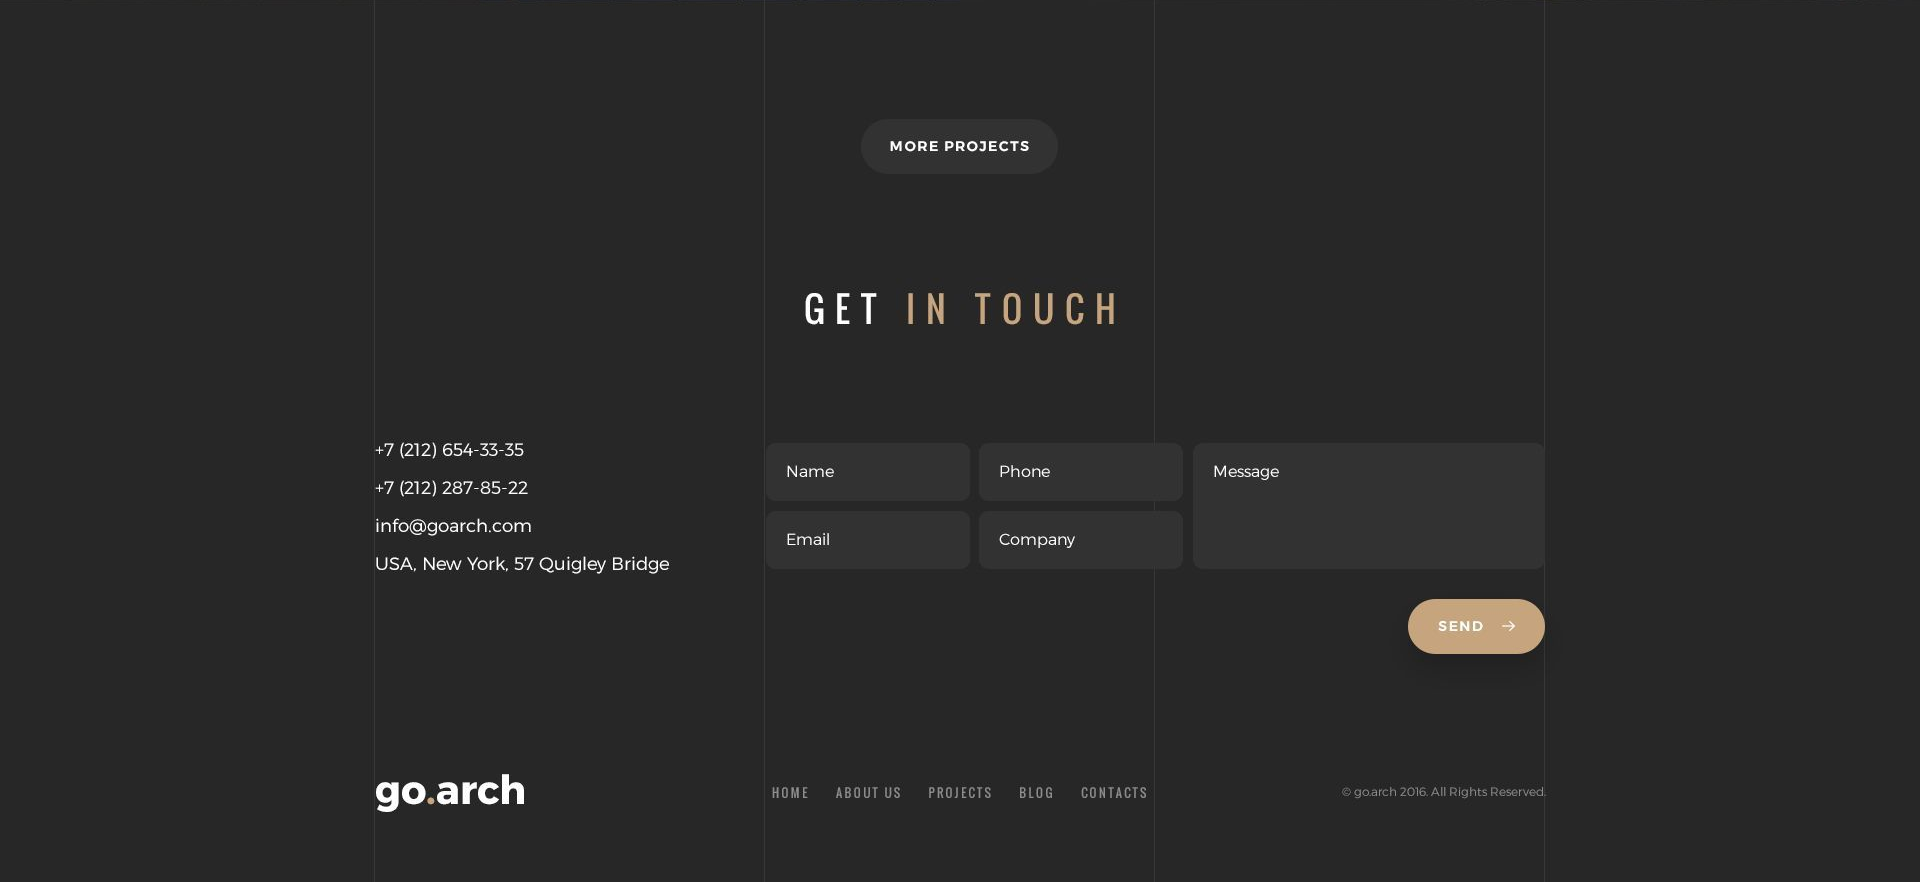 MORE PROJECTS
GET IN TOUCH
+7 (212) 654-33-35
+7 (212) 287-85-22
info@goarch.com
USA, New York, 57 Quigley Bridge
Name
Phone
Message
Email
Company
SEND
go.arch
HOME ABOUT US PROJECTS BLOG CONTACTS
© go.arch 2016. All Rights Reserved.